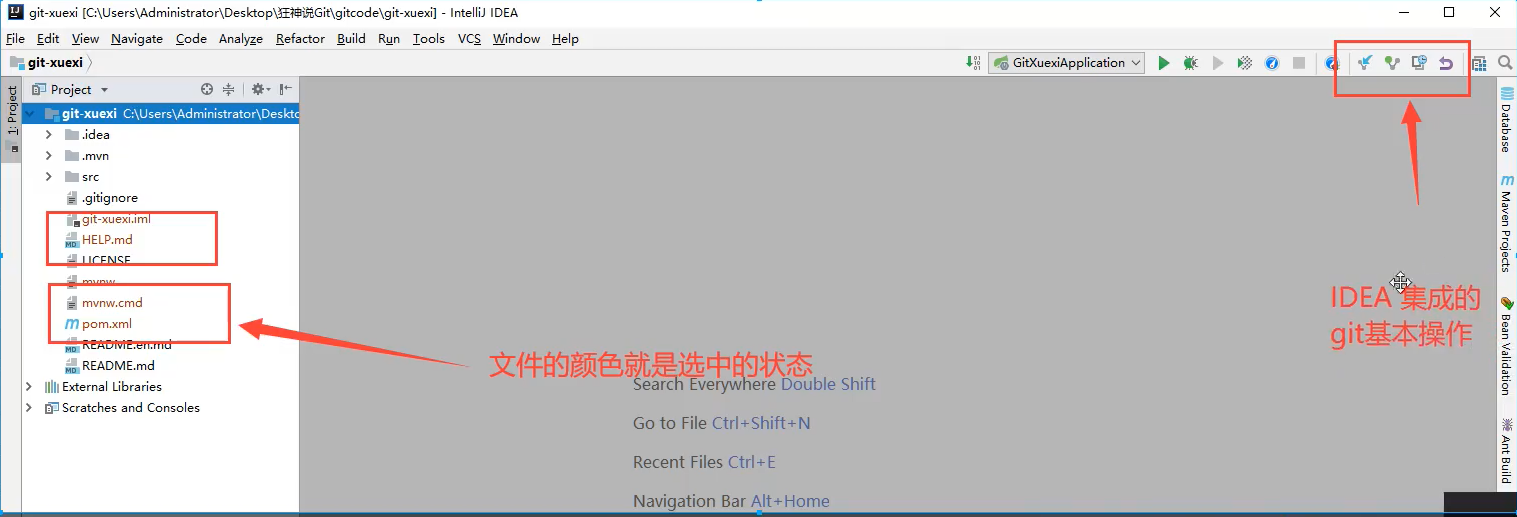 git-xuexi [C:\Users\Administrator\Desktop\狂神说Git\gitcode\git-xuexi] - IntelliJ IDEA
File Edit View Navigate Code Analyze Refactor Build Run Tools VCS Window Help
git-xuexi
GitXuexiApplication
1: Project
Project
git-xuexi C:\Users\Administrator\Deskto
.idea
.mvn
src
.gitignore
git-xuexi.iml
HELP.md
LICENSE
mvnw
mvnw.cmd
pom.xml
README.en.md
README.md
External Libraries
Scratches and Consoles
文件的颜色就是选中的状态
Search Everywhere Double Shift
Go to File Ctrl+Shift+N
Recent Files Ctrl+E
Navigation Bar Alt+Home
IDEA 集成的
git基本操作
Database
Maven Projects
Bean Validation
Ant Build